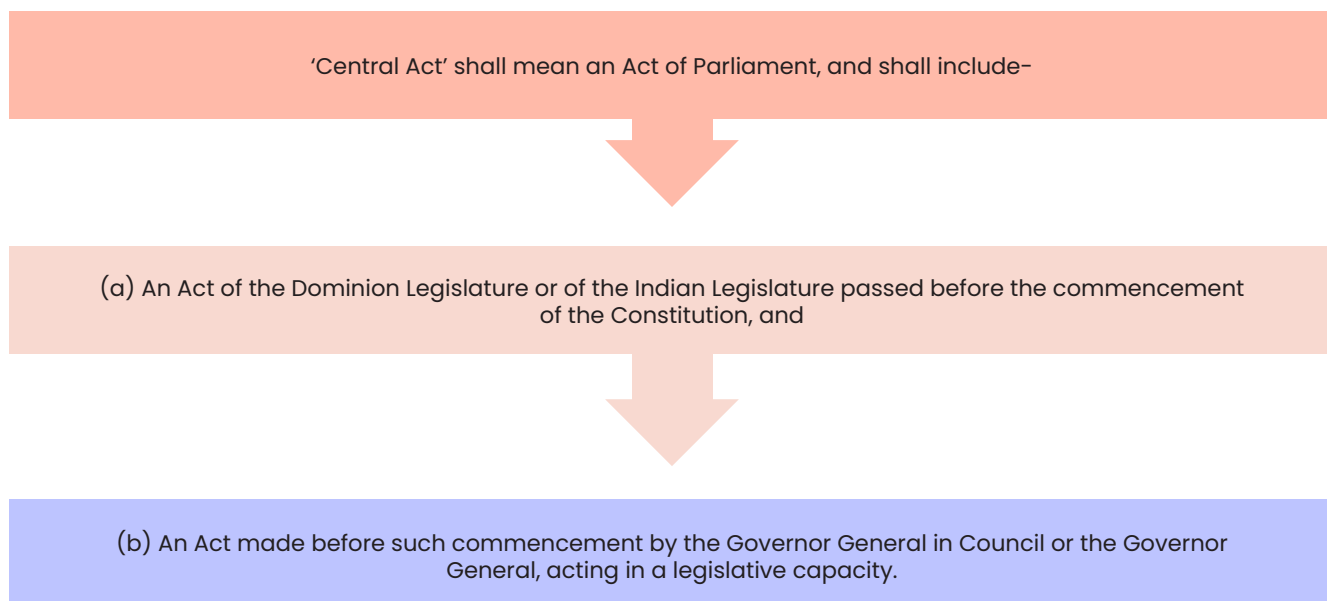 ‘Central Act’ shall mean an Act of Parliament, and shall include-
(a) An Act of the Dominion Legislature or of the Indian Legislature passed before the commencement
of the Constitution, and
(b) An Act made before such commencement by the Governor General in Council or the Governor
General, acting in a legislative capacity.